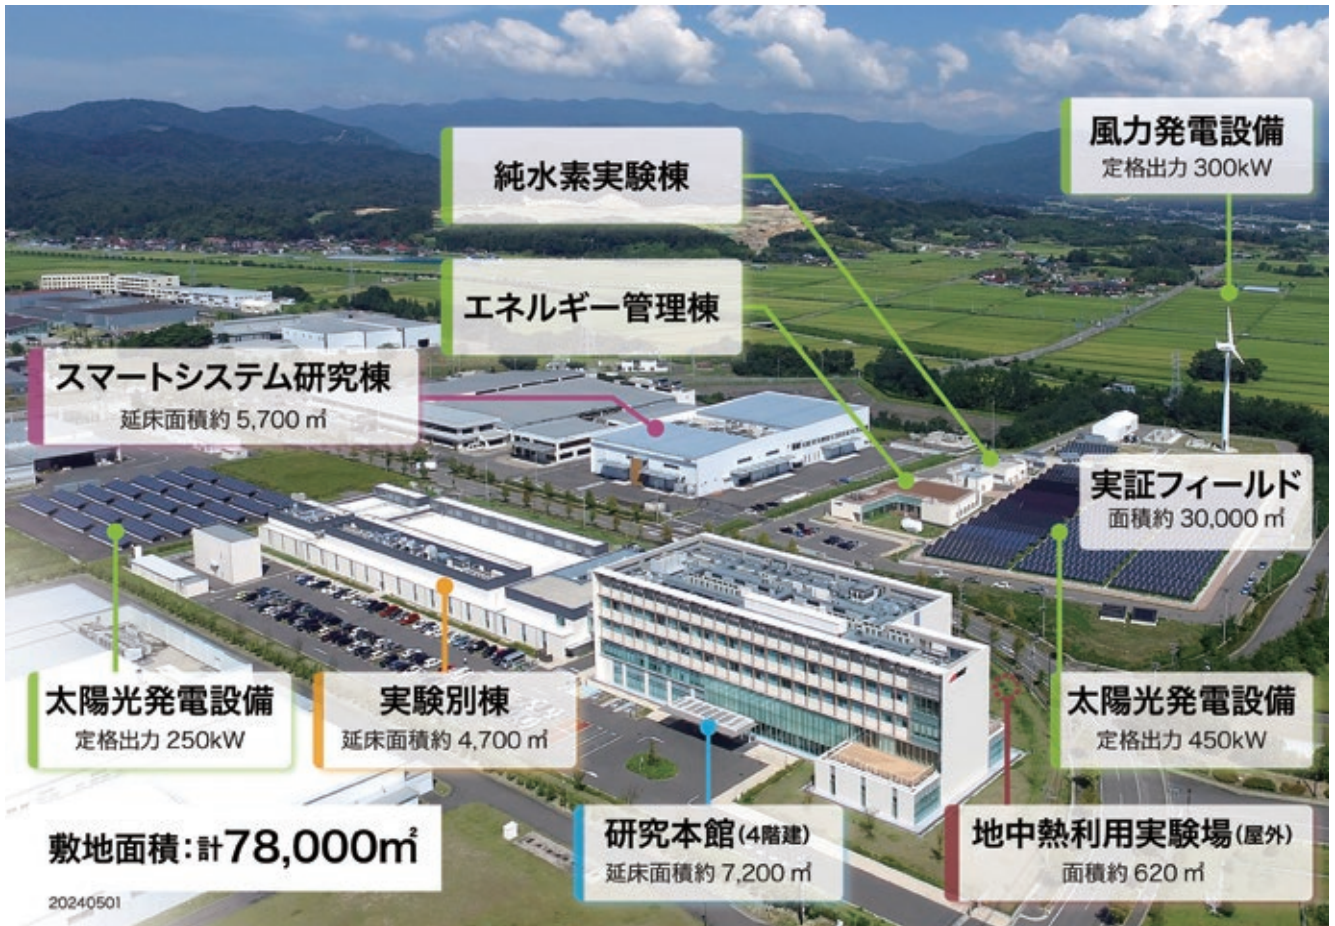 風力発電設備
定格出力 300kW
純水素実験棟
エネルギー管理棟
スマートシステム研究棟
延床面積約 5,700 ㎡
実証フィールド
面積約 30,000 ㎡
太陽光発電設備
定格出力 250kW
実験別棟
延床面積約 4,700 ㎡
太陽光発電設備
定格出力 450kW
敷地面積:計78,000㎡
研究本館(4階建)
延床面積約 7,200 ㎡
地中熱利用実験場(屋外)
面積約 620 ㎡
20240501